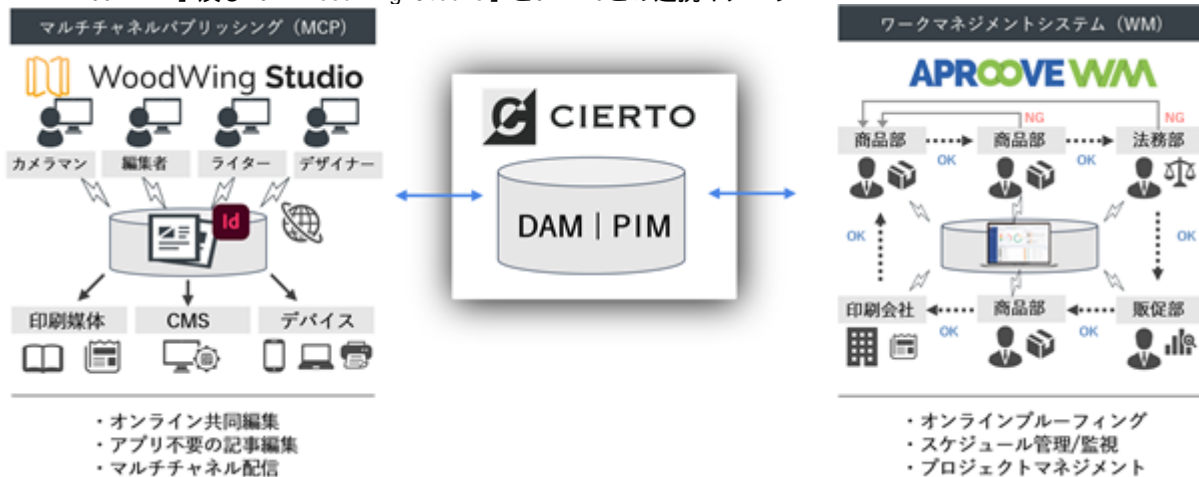 マルチチャネルパブリッシング（MCP）
WoodWing Studio
カメラマン
編集者
ライター
デザイナー
Id
印刷媒体
CMS
デバイス
・オンライン共同編集
・アプリ不要の記事編集
・マルチチャネル配信
CIERTO
DAM | PIM
ワークマネジメントシステム（WM）
APROOVE WM
NG
NG
商品部
OK
商品部
OK
法務部
OK
OK
印刷会社
OK
商品部
OK
販促部
・オンラインプルーフィング
・スケジュール管理/監視
・プロジェクトマネジメント